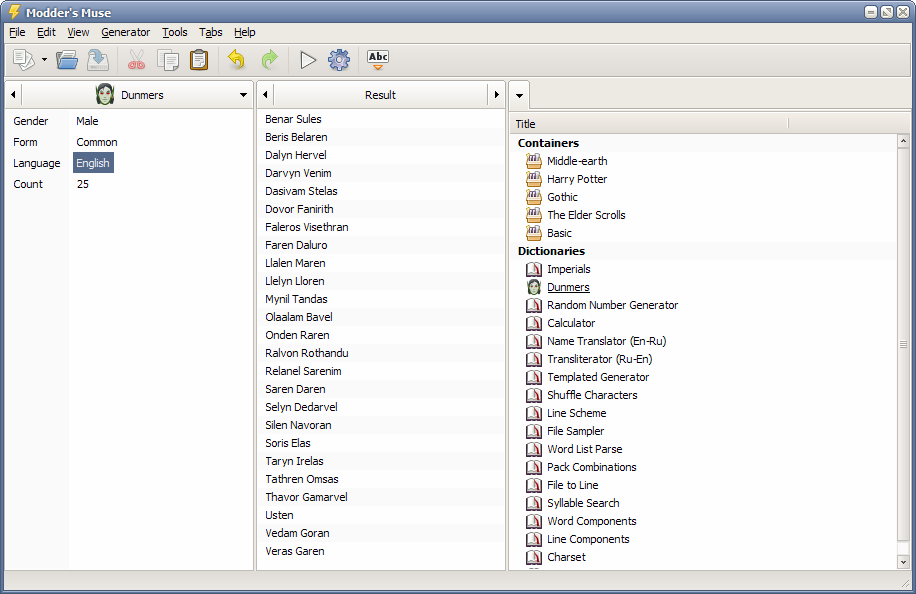 Modder's Muse
File Edit View Generator Tools Tabs Help
Abc
Dunmers
Gender Male
Form Common
Language English
Count 25
Result
Benar Sules
Beris Belaren
Dalyn Hervel
Darvyn Venim
Dasivam Stelas
Dovor Fanirith
Faleros Visethran
Faren Daluro
Llalen Maren
Llelyn Lloren
Mynil Tandas
Olaalam Bavel
Onden Raren
Ralvon Rothandu
Relanel Sarenim
Saren Daren
Selyn Dedarvel
Silen Navoran
Soris Elas
Taryn Irelas
Tathren Omsas
Thavor Gamarvel
Usten
Vedam Goran
Veras Garen
Title
Containers
Middle-earth
Harry Potter
Gothic
The Elder Scrolls
Basic
Dictionaries
Imperials
Dunmers
Random Number Generator
Calculator
Name Translator (En-Ru)
Transliterator (Ru-En)
Templated Generator
Shuffle Characters
Line Scheme
File Sampler
Word List Parse
Pack Combinations
File to Line
Syllable Search
Word Components
Line Components
Charset